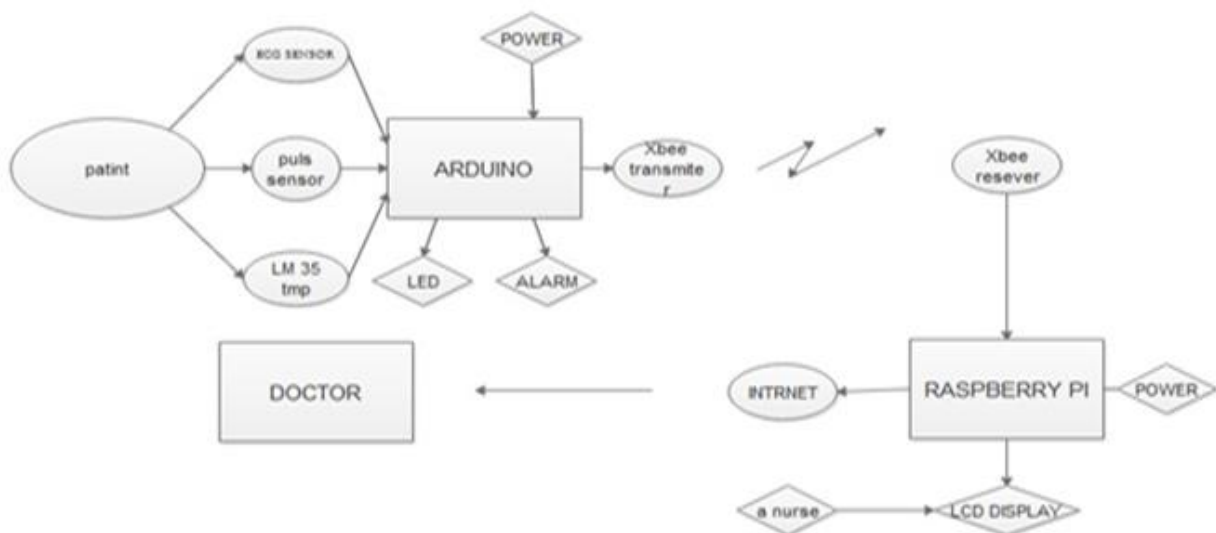 POWER
ECG SENSOR
patint
puls
sensor
ARDUINO
Xbee
transmite
r
Xbee
resever
LM 35
tmp
LED
ALARM
DOCTOR
INTRNET
RASPBERRY PI
POWER
a nurse
LCD DISPLAY